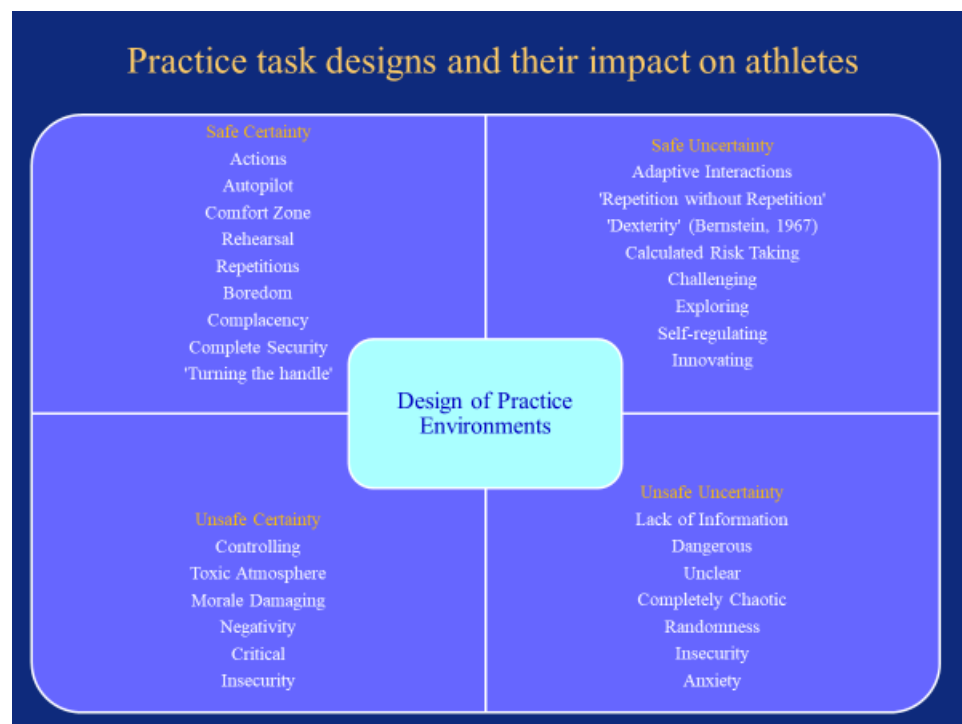 Practice task designs and their impact on athletes
Safe Certainty
Actions
Autopilot
Comfort Zone
Rehearsal
Repetitions
Boredom
Complacency
Complete Security
'Turning the handle'
Safe Uncertainty
Adaptive Interactions
'Repetition without Repetition'
'Dexterity' (Bernstein, 1967)
Calculated Risk Taking
Challenging
Exploring
Self-regulating
Innovating
Design of Practice
Environments
Unsafe Certainty
Controlling
Toxic Atmosphere
Morale Damaging
Negativity
Critical
Insecurity
Unsafe Uncertainty
Lack of Information
Dangerous
Unclear
Completely Chaotic
Randomness
Insecurity
Anxiety